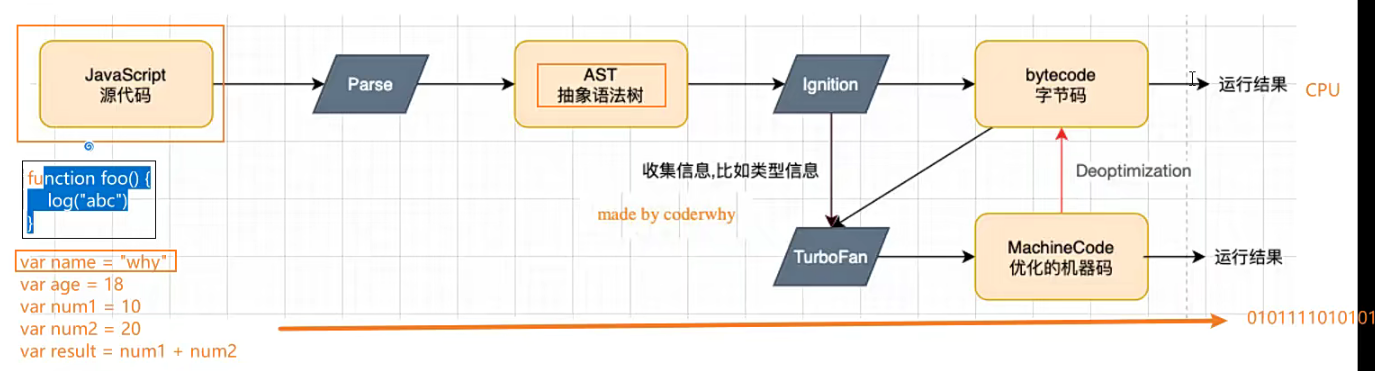 JavaScript
源代码
Parse
AST
抽象语法树
Ignition
bytecode
字节码
运行结果
CPU
收集信息,比如类型信息
Deoptimization
function foo() {
log("abc")
}
made by coderwhy
TurboFan
MachineCode
优化的机器码
运行结果
var name = "why"
var age = 18
var num1 = 10
var num2 = 20
var result = num1 + num2
0101111010101